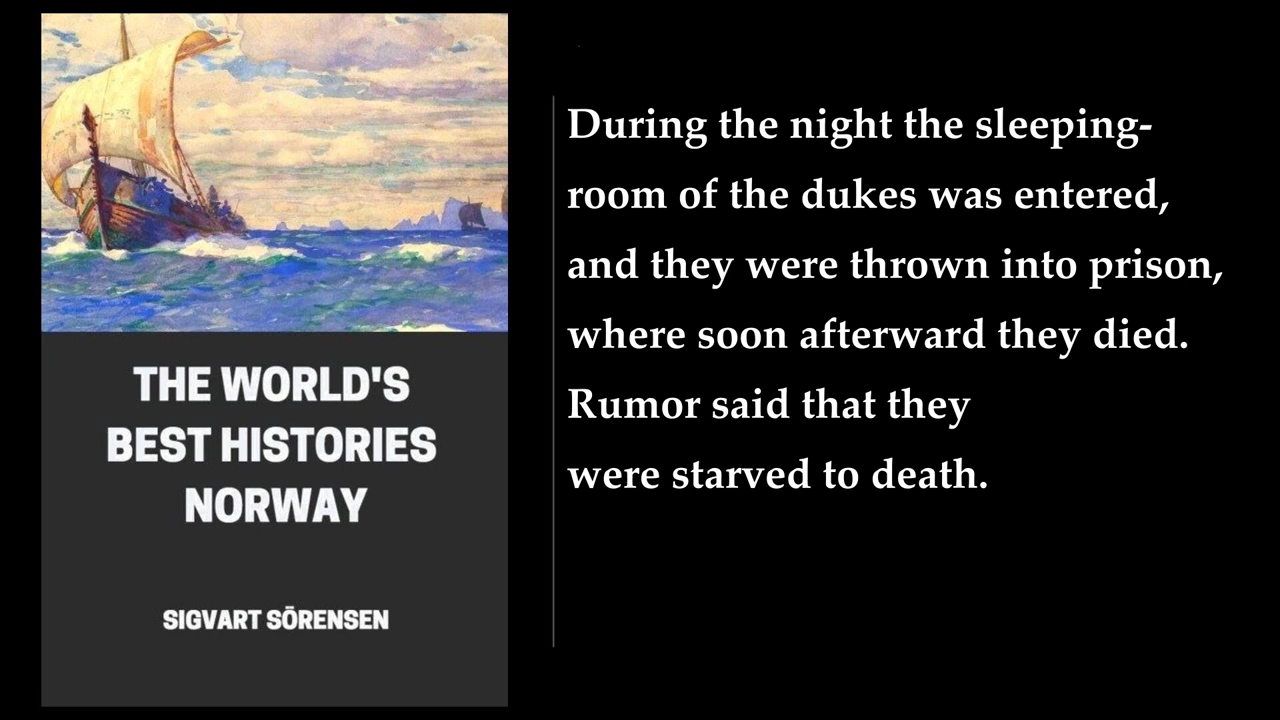 THE WORLD'S
BEST HISTORIES
NORWAY
SIGVART SÖRENSEN
During the night the sleeping-
room of the dukes was entered,
and they were thrown into prison,
where soon afterward they died.
Rumor said that they
were starved to death.